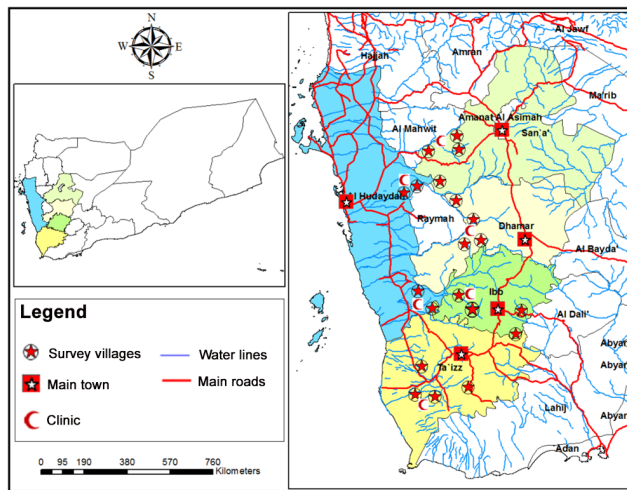 N
W E
S
Legend
Survey villages
Water lines
Main town
Main roads
Clinic
0 95 190 380 570 760
Kilometers
Al Jawf
Hajjah
Amran
Ma'rib
Amanat Al Asimah
Al Mahwit
San'a'
Al Hudaydah
Raymah
Dhamar
Al Bayda'
Ibb
Al Dali'
Abyan
Ta`izz
Abyan
Lahij
Abyan
Adan